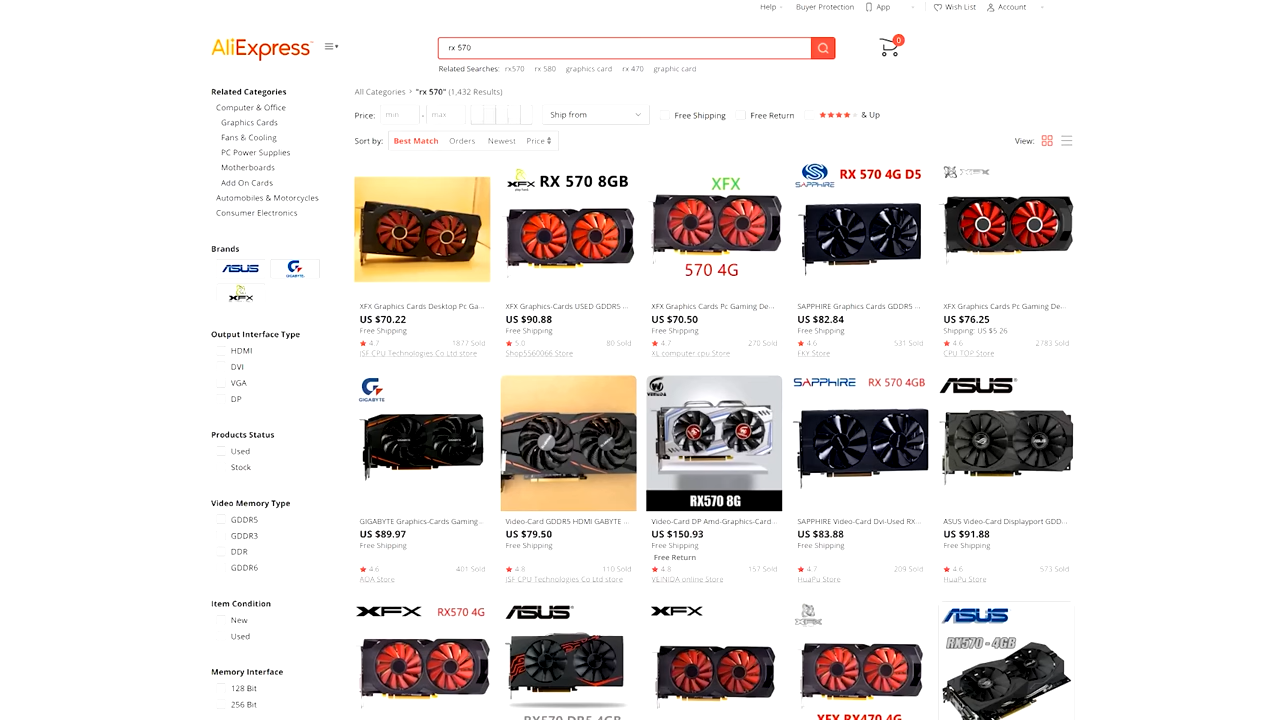 Help
Buyer Protection
App
Wish List
Account
AliExpress
rx 570
0
Related Searches: rx570 rx 580 graphics card rx 470 graphic card
Related Categories
Computer & Office
Graphics Cards
Fans & Cooling
PC Power Supplies
Motherboards
Add On Cards
Automobiles & Motorcycles
Consumer Electronics
Brands
ASUS
GIGABYTE
XFX
Output Interface Type
HDMI
DVI
VGA
DP
Products Status
Used
Stock
Video Memory Type
GDDR5
GDDR3
DDR
GDDR6
Item Condition
New
Used
Memory Interface
128 Bit
256 Bit
All Categories > "rx 570" (1,432 Results)
Price: min - max
Ship from
Free Shipping
Free Return
& Up
Sort by: Best Match Orders Newest Price
View:
XFX RX 570 8GB
XFX
570 4G
SAPPHIRE RX 570 4G D5
XFX
XFX Graphics Cards Desktop Pc Ga...
US $70.22
Free Shipping
4.7 1877 Sold
JSF CPU Technologies Co Ltd store
XFX Graphics-Cards USED GDDR5 ...
US $90.88
Free Shipping
5.0 80 Sold
Shop5560066 Store
XFX Graphics Cards Pc Gaming De...
US $70.50
Free Shipping
4.7 270 Sold
XL computer cpu Store
SAPPHIRE Graphics Cards GDDR5 ...
US $82.84
Free Shipping
4.6 531 Sold
FKY Store
XFX Graphics Cards Pc Gaming De...
US $76.25
Shipping: US $5.26
4.6 2783 Sold
CPU TOP Store
GIGABYTE
VEINIDA
RX570 8G
SAPPHIRE RX 570 4GB
ASUS
GIGABYTE Graphics-Cards Gaming...
US $89.97
Free Shipping
4.6 401 Sold
AOA Store
Video-Card GDDR5 HDMI GABYTE ...
US $79.50
Free Shipping
4.8 110 Sold
JSF CPU Technologies Co Ltd store
Video-Card DP Amd-Graphics-Card...
US $150.93
Free Shipping
Free Return
4.8 157 Sold
VEINIDA online Store
SAPPHIRE Video-Card Dvi-Used RX...
US $83.88
Free Shipping
4.7 209 Sold
HuaPu Store
ASUS Video-Card Displayport GDD...
US $91.88
Free Shipping
4.6 573 Sold
HuaPu Store
XFX RX570 4G
ASUS
RX570 DR5 4GB
XFX
XFX
XFX RX470 4G
ASUS
RX570 - 4GB